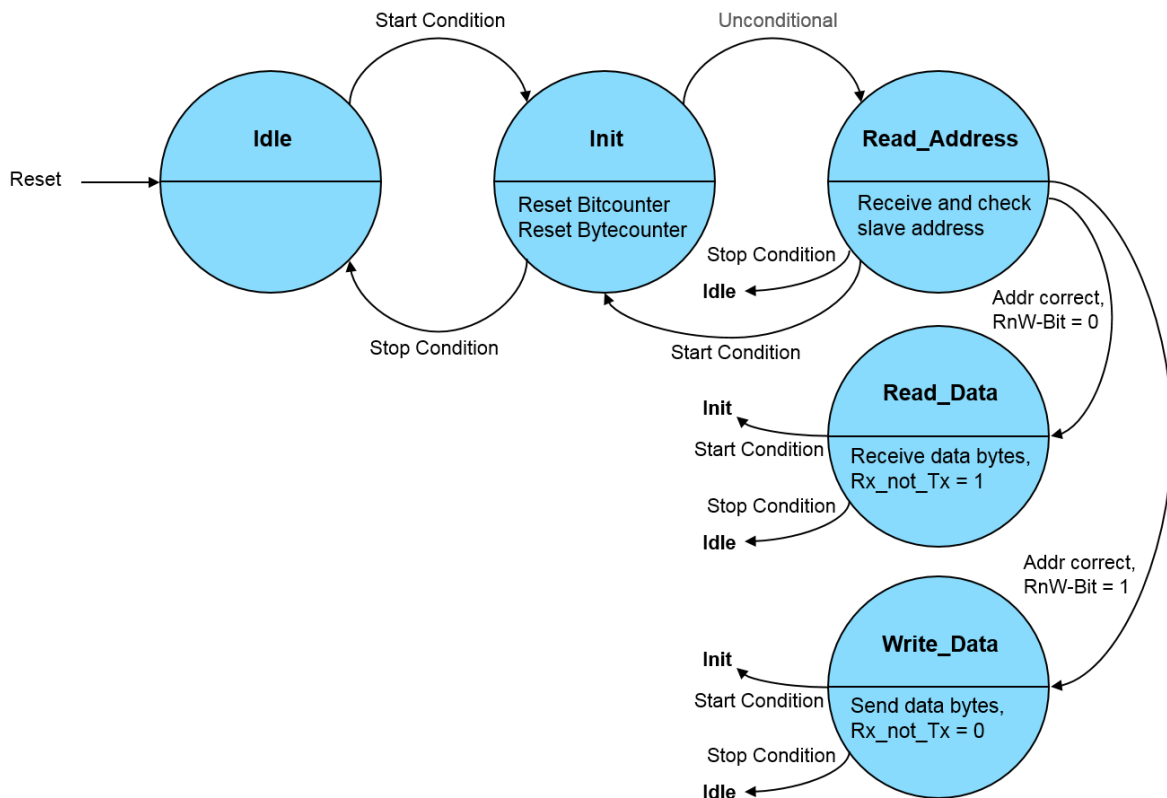 Start Condition
Unconditional
Idle
Init
Read_Address
Reset
Reset Bitcounter
Reset Bytecounter
Receive and check
slave address
Stop Condition
Idle
Stop Condition
Start Condition
Addr correct,
RnW-Bit = 0
Read_Data
Init
Start Condition
Receive data bytes,
Rx_not_Tx = 1
Stop Condition
Idle
Addr correct,
RnW-Bit = 1
Write_Data
Init
Start Condition
Send data bytes,
Rx_not_Tx = 0
Stop Condition
Idle